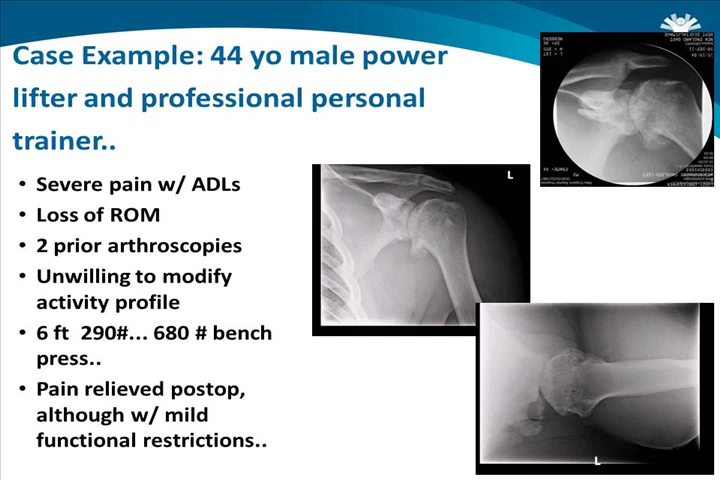 Case Example: 44 yo male power
lifter and professional personal
trainer..
• Severe pain w/ ADLs
• Loss of ROM
• 2 prior arthroscopies
• Unwilling to modify
activity profile
• 6 ft 290#... 680 # bench
press..
• Pain relieved postop,
although w/ mild
functional restrictions..
L
L